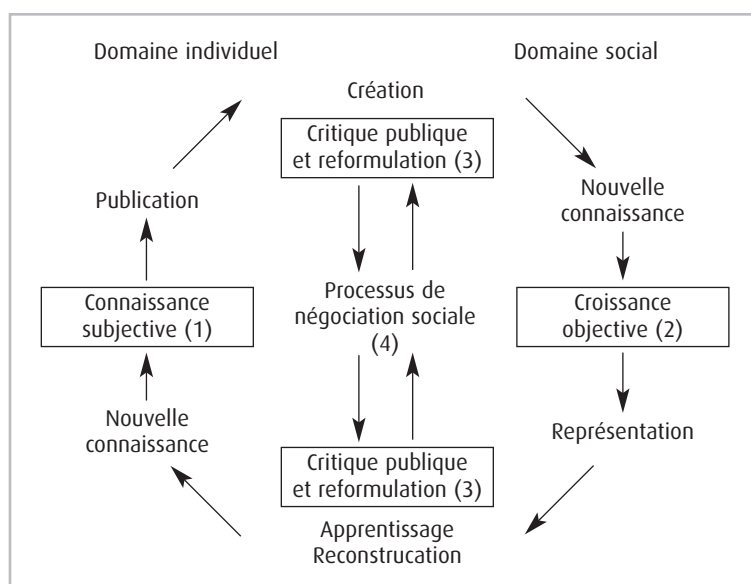 Domaine individuel
Domaine social
Création
Critique publique
et reformulation (3)
Publication
Nouvelle
connaissance
Connaissance
subjective (1)
Processus de
négociation sociale
(4)
Croissance
objective (2)
Nouvelle
connaissance
Représentation
Critique publique
et reformulation (3)
Apprentissage
Reconstrucation